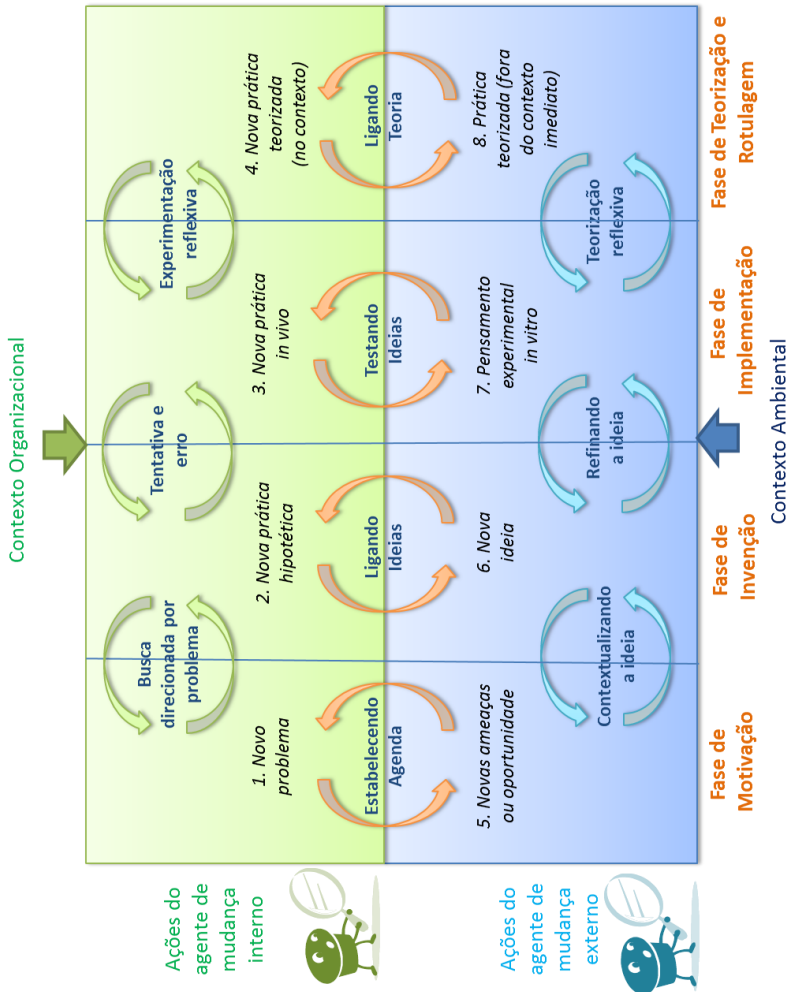 Contexto Organizacional
Ações do
agente de
mudança
interno
Busca
direcionada por
problema
Tentativa e
erro
Experimentação
reflexiva
1. Novo
problema
2. Nova prática
hipotética
3. Nova prática
in vivo
4. Nova prática
teorizada
(no contexto)
Estabelecendo
Agenda
Ligando
Ideias
Testando
Ideias
Ligando
Teoria
Ações do
agente de
mudança
externo
5. Novas ameaças
ou oportunidade
6. Nova
ideia
7. Pensamento
experimental
in vitro
8. Prática
teorizada (fora
do contexto
imediato)
Contextualizando
a ideia
Refinando
a ideia
Teorização
reflexiva
Fase de
Motivação
Fase de
Invenção
Fase de
Implementação
Fase de Teorização e
Rotulagem
Contexto Ambiental